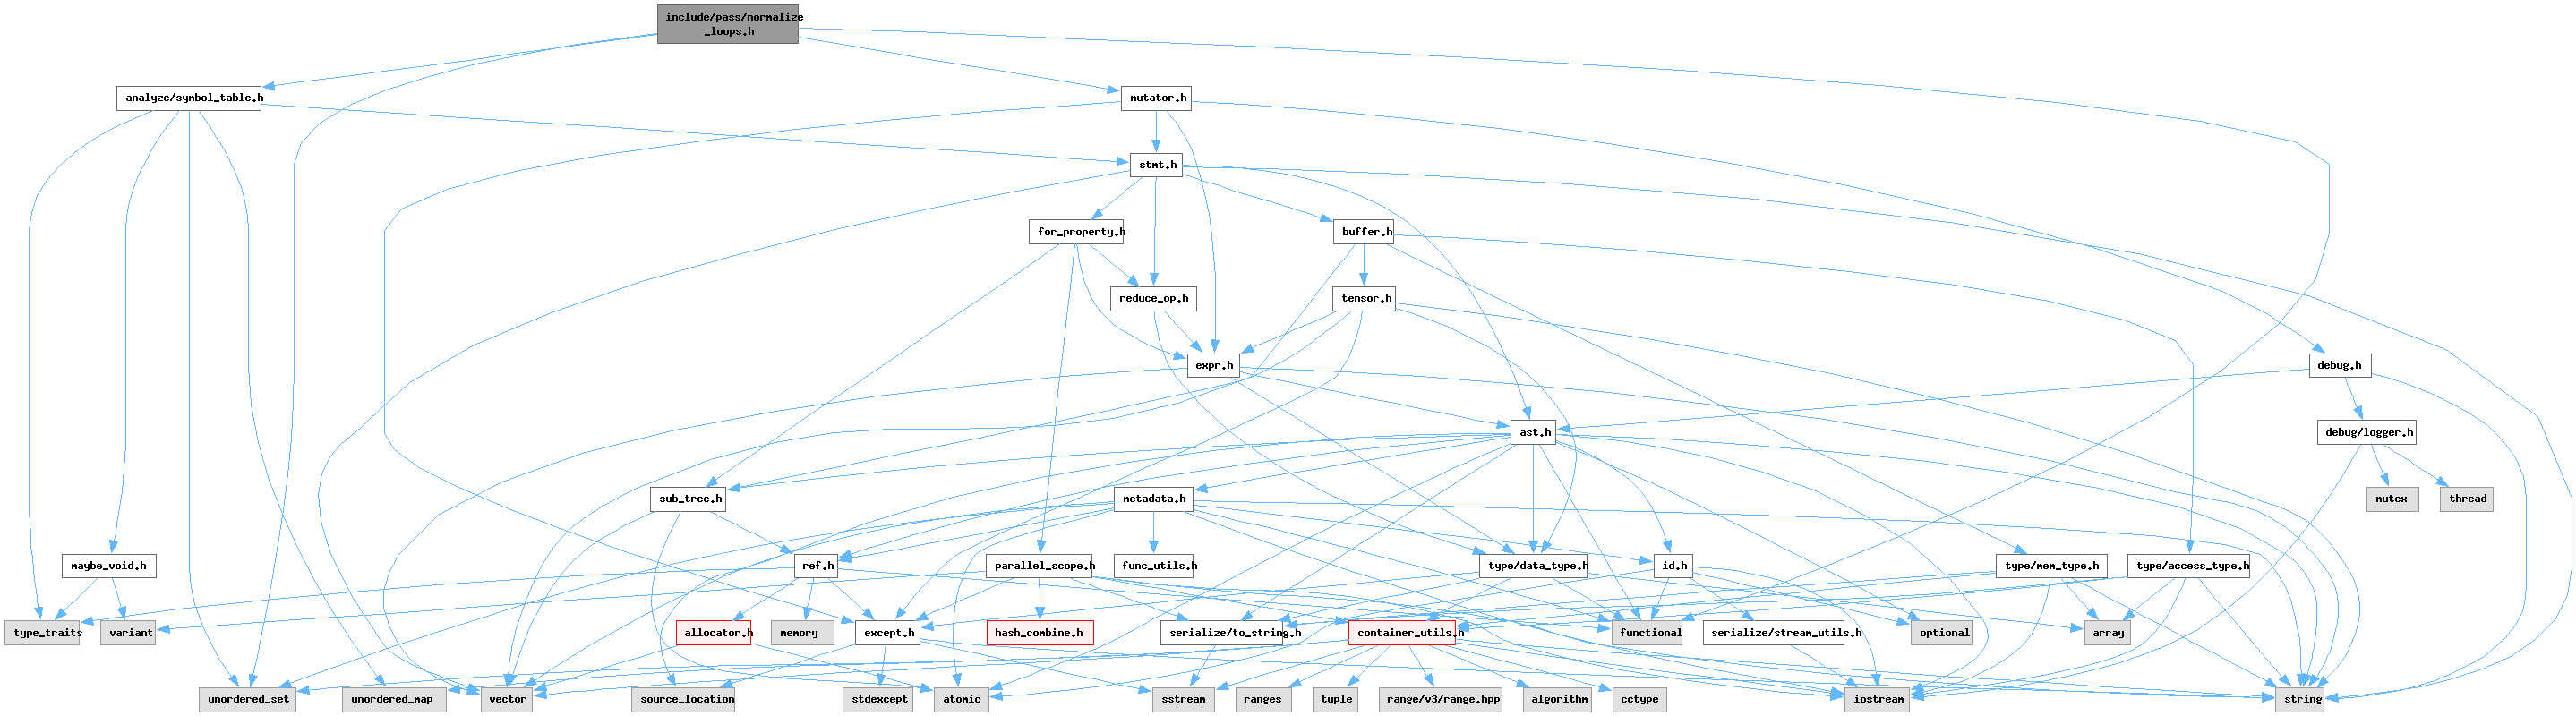 include/pass/normalize
_loops.h
analyze/symbol_table.h
mutator.h
stmt.h
for_property.h
buffer.h
reduce_op.h
tensor.h
expr.h
debug.h
ast.h
debug/logger.h
sub_tree.h
metadata.h
mutex
thread
maybe_void.h
ref.h
parallel_scope.h
func_utils.h
type/data_type.h
id.h
type/mem_type.h
type/access_type.h
type_traits
variant
allocator.h
memory
except.h
hash_combine.h
serialize/to_string.h
container_utils.h
functional
serialize/stream_utils.h
optional
array
unordered_set
unordered_map
vector
source_location
stdexcept
atomic
sstream
ranges
tuple
range/v3/range.hpp
algorithm
cctype
iostream
string